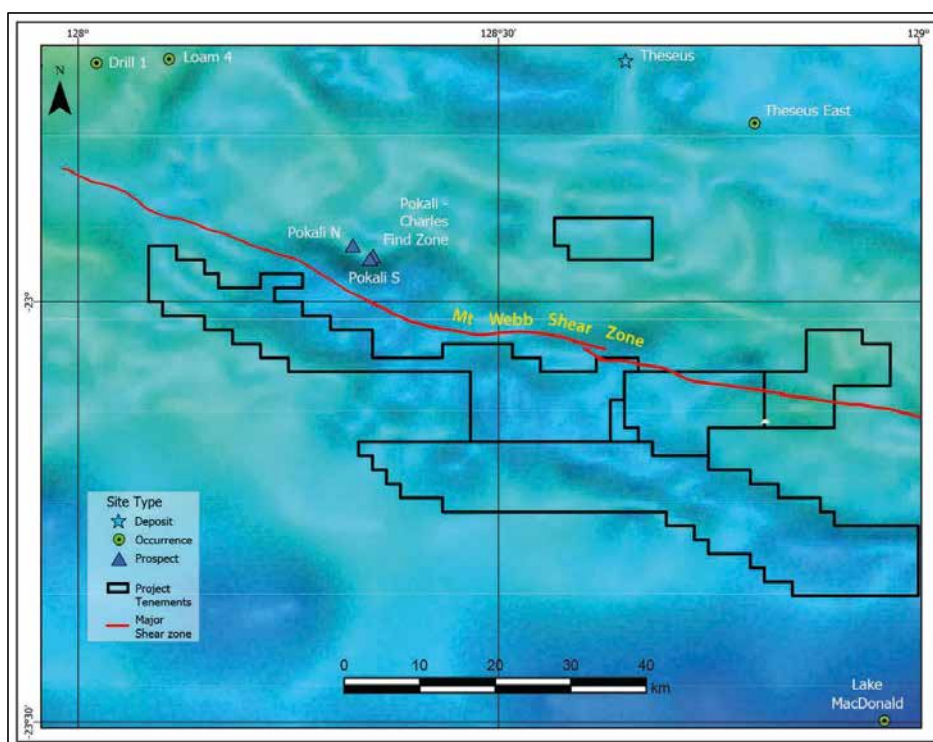 128°
128°30
129°
Drill 1
Loam 4
Theseus
N
Theseus East
Pokali -
Charles
Find Zone
Pokali N
Pokali S
-23°
Mt Webb Shear Zone
Site Type
Deposit
Occurrence
Prospect
Project
Tenements
Major
Shear zone
0 10 20 30 40
km
Lake
MacDonald
-23°30